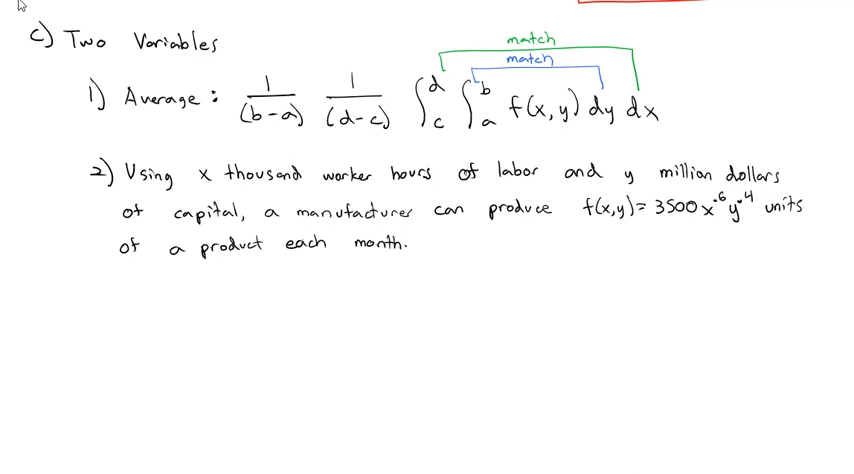 c) Two Variables
match
match
1) Average: 1/(b-a) 1/(d-c) ∫_c^d ∫_a^b f(x,y) dy dx
2) Using x thousand worker hours of labor and y million dollars
of capital, a manufacturer can produce f(x,y)=3500x^.6 y^.4 units
of a product each month.